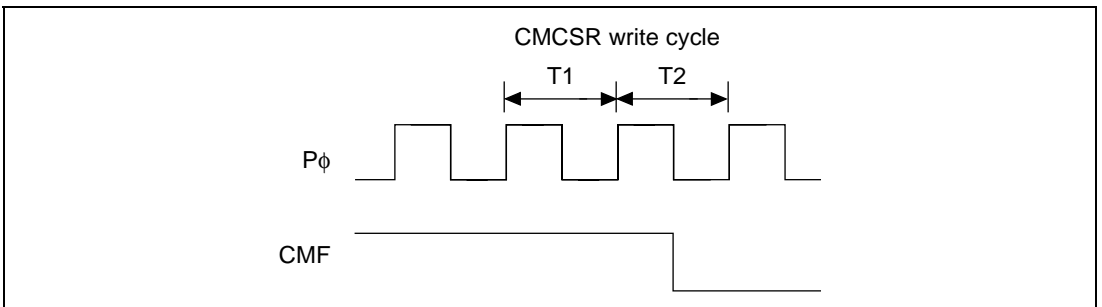 CMCSR write cycle
T1 T2
Pϕ
CMF